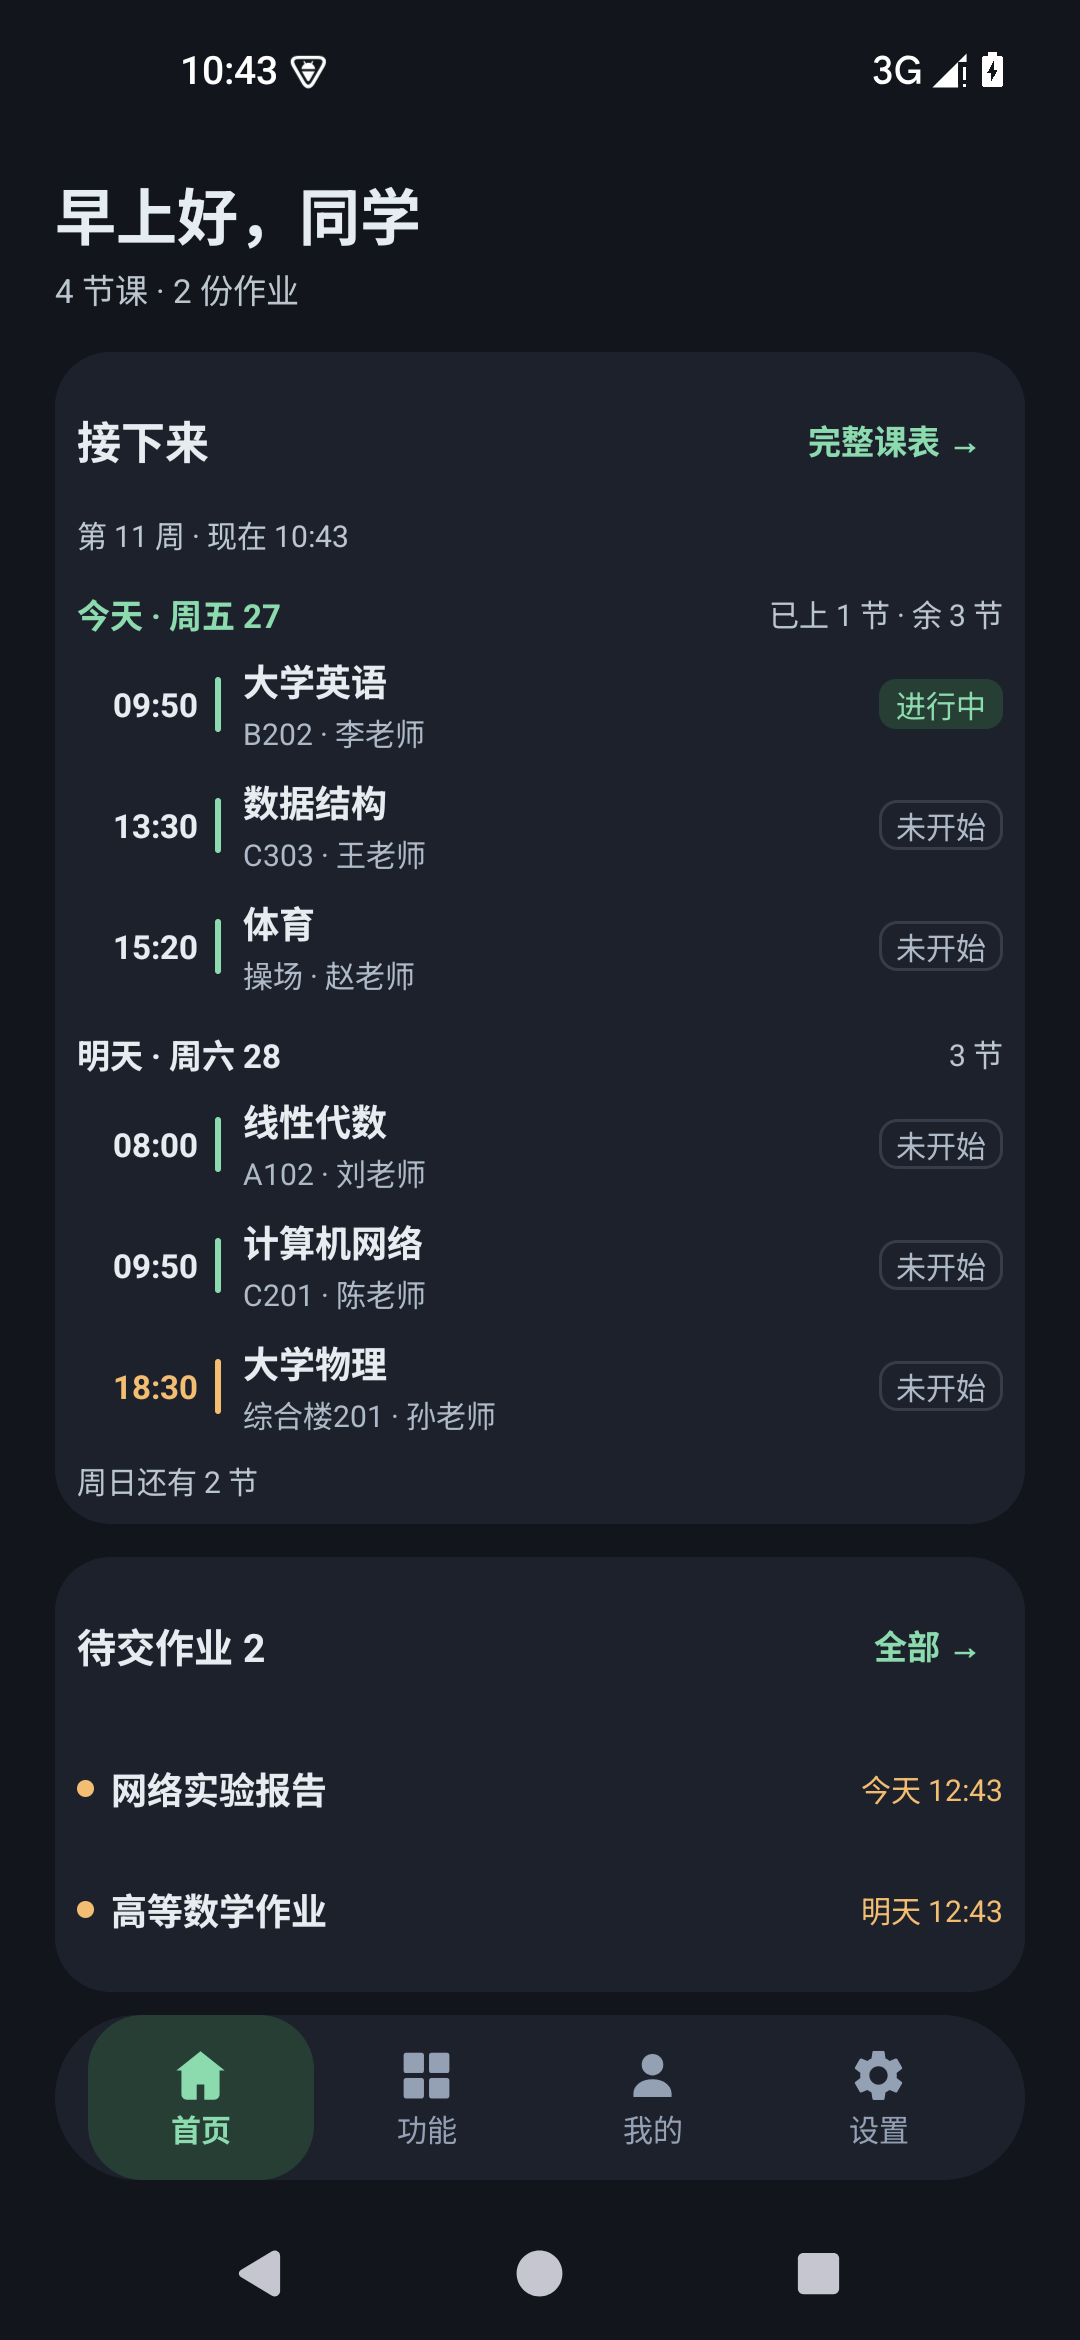 10:43
3G
早上好，同学
4 节课 · 2 份作业
接下来
完整课表 →
第 11 周 · 现在 10:43
今天 · 周五 27
已上 1 节 · 余 3 节
09:50
大学英语
B202 · 李老师
进行中
13:30
数据结构
C303 · 王老师
未开始
15:20
体育
操场 · 赵老师
未开始
明天 · 周六 28
3 节
08:00
线性代数
A102 · 刘老师
未开始
09:50
计算机网络
C201 · 陈老师
未开始
18:30
大学物理
综合楼201 · 孙老师
未开始
周日还有 2 节
待交作业 2
全部 →
网络实验报告
今天 12:43
高等数学作业
明天 12:43
首页
功能
我的
设置